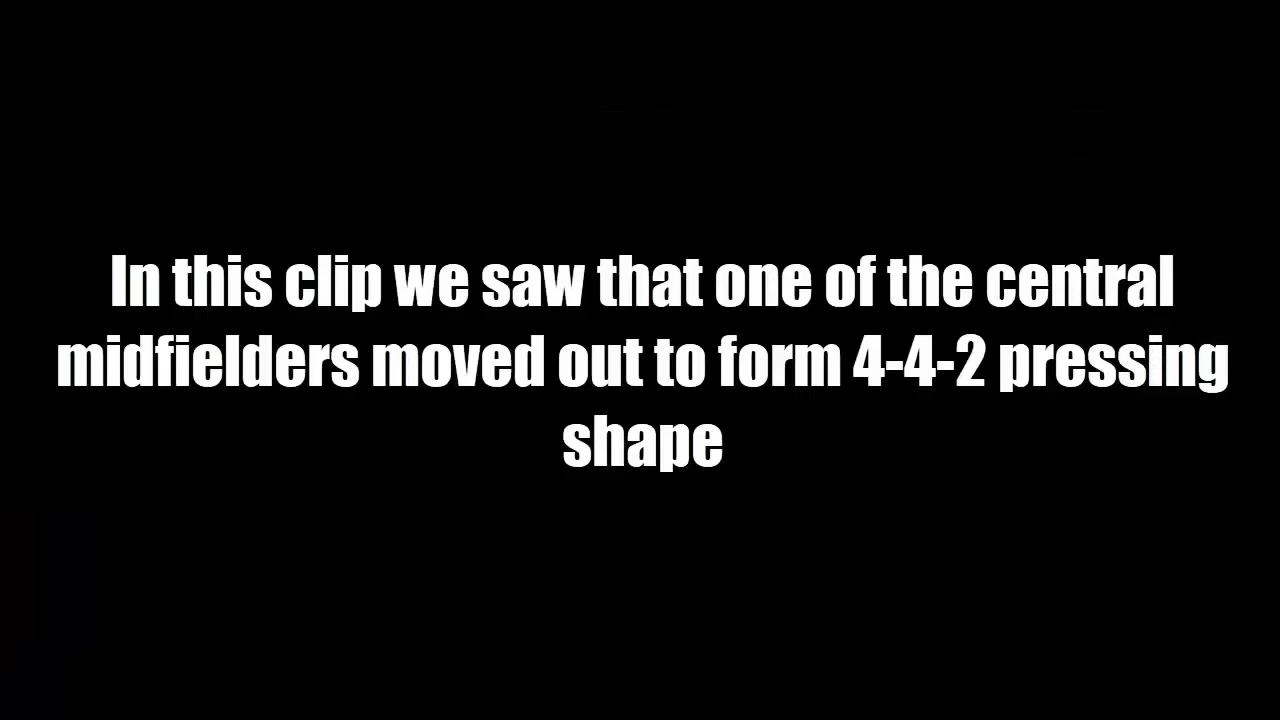 In this clip we saw that one of the central
midfielders moved out to form 4-4-2 pressing
shape